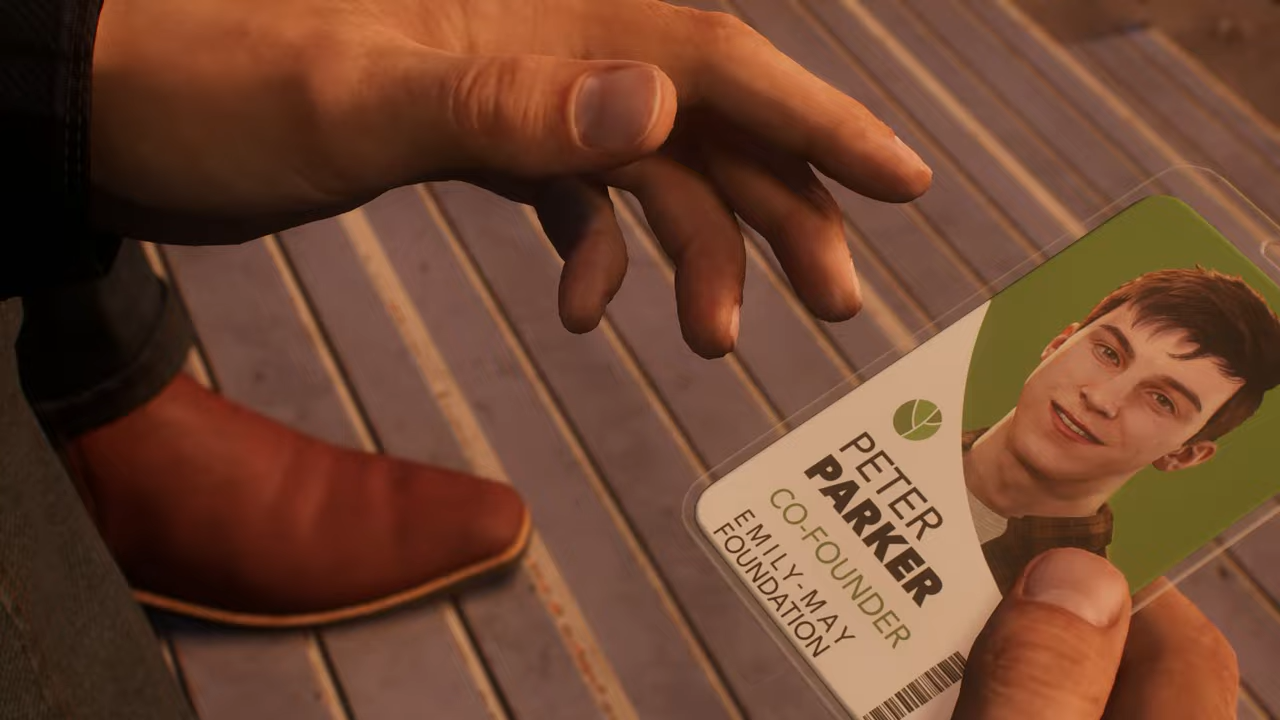 PETER
PARKER
CO-FOUNDER
EMILY-MAY
FOUNDATION